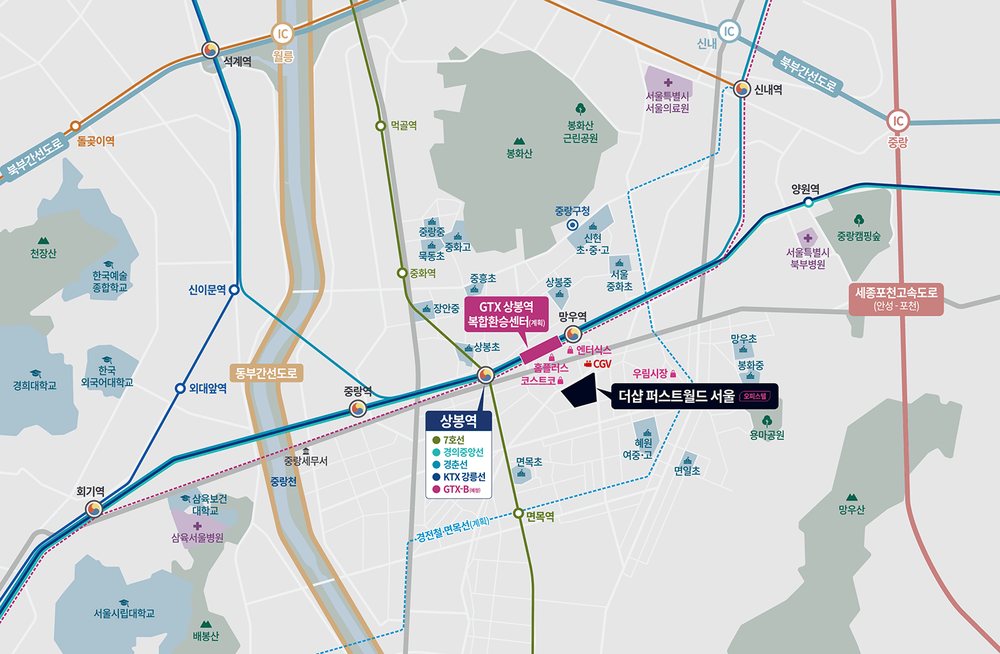 IC
월릉
석계역
IC
신내
북부간선도로
신내역
서울특별시
서울의료원
봉화산
근린공원
봉화산
먹골역
돌곶이역
북부간선도로
IC
중랑
양원역
중랑캠핑숲
서울특별시
북부병원
중랑구청
신현
초·중·고
서울
중화초
중랑중
묵동초
중화고
천장산
한국예술
종합학교
신이문역
중화역
중흥초
장안중
상봉중
GTX 상봉역
복합환승센터(계획)
망우역
세종포천고속도로
(안성 - 포천)
상봉초
엔터식스
홈플러스
CGV
코스트코
우림시장
망우초
봉화중
더샵 퍼스트월드 서울
오피스텔
경희대학교
한국
외국어대학교
외대앞역
동부간선도로
중랑역
상봉역
7호선
경의중앙선
경춘선
KTX 강릉선
GTX-B(예정)
용마공원
혜원
여중·고
면일초
면목초
면목역
중랑세무서
중랑천
회기역
삼육보건
대학교
삼육서울병원
경전철 면목선(계획)
망우산
서울시립대학교
배봉산